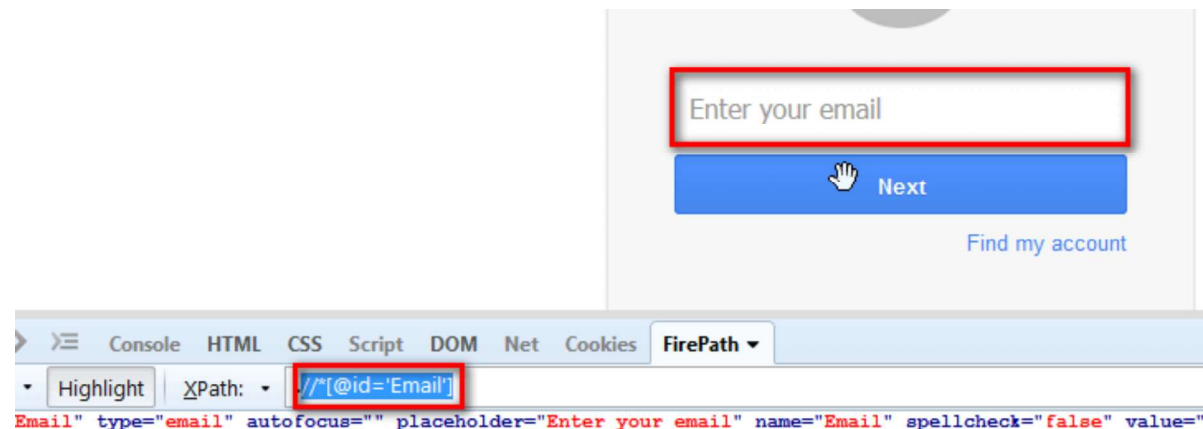 Enter your email
Next
Find my account
Console HTML CSS Script DOM Net Cookies FirePath
Highlight XPath: .//*[@id='Email']
Email" type="email" autofocus="" placeholder="Enter your email" name="Email" spellcheck="false" value="